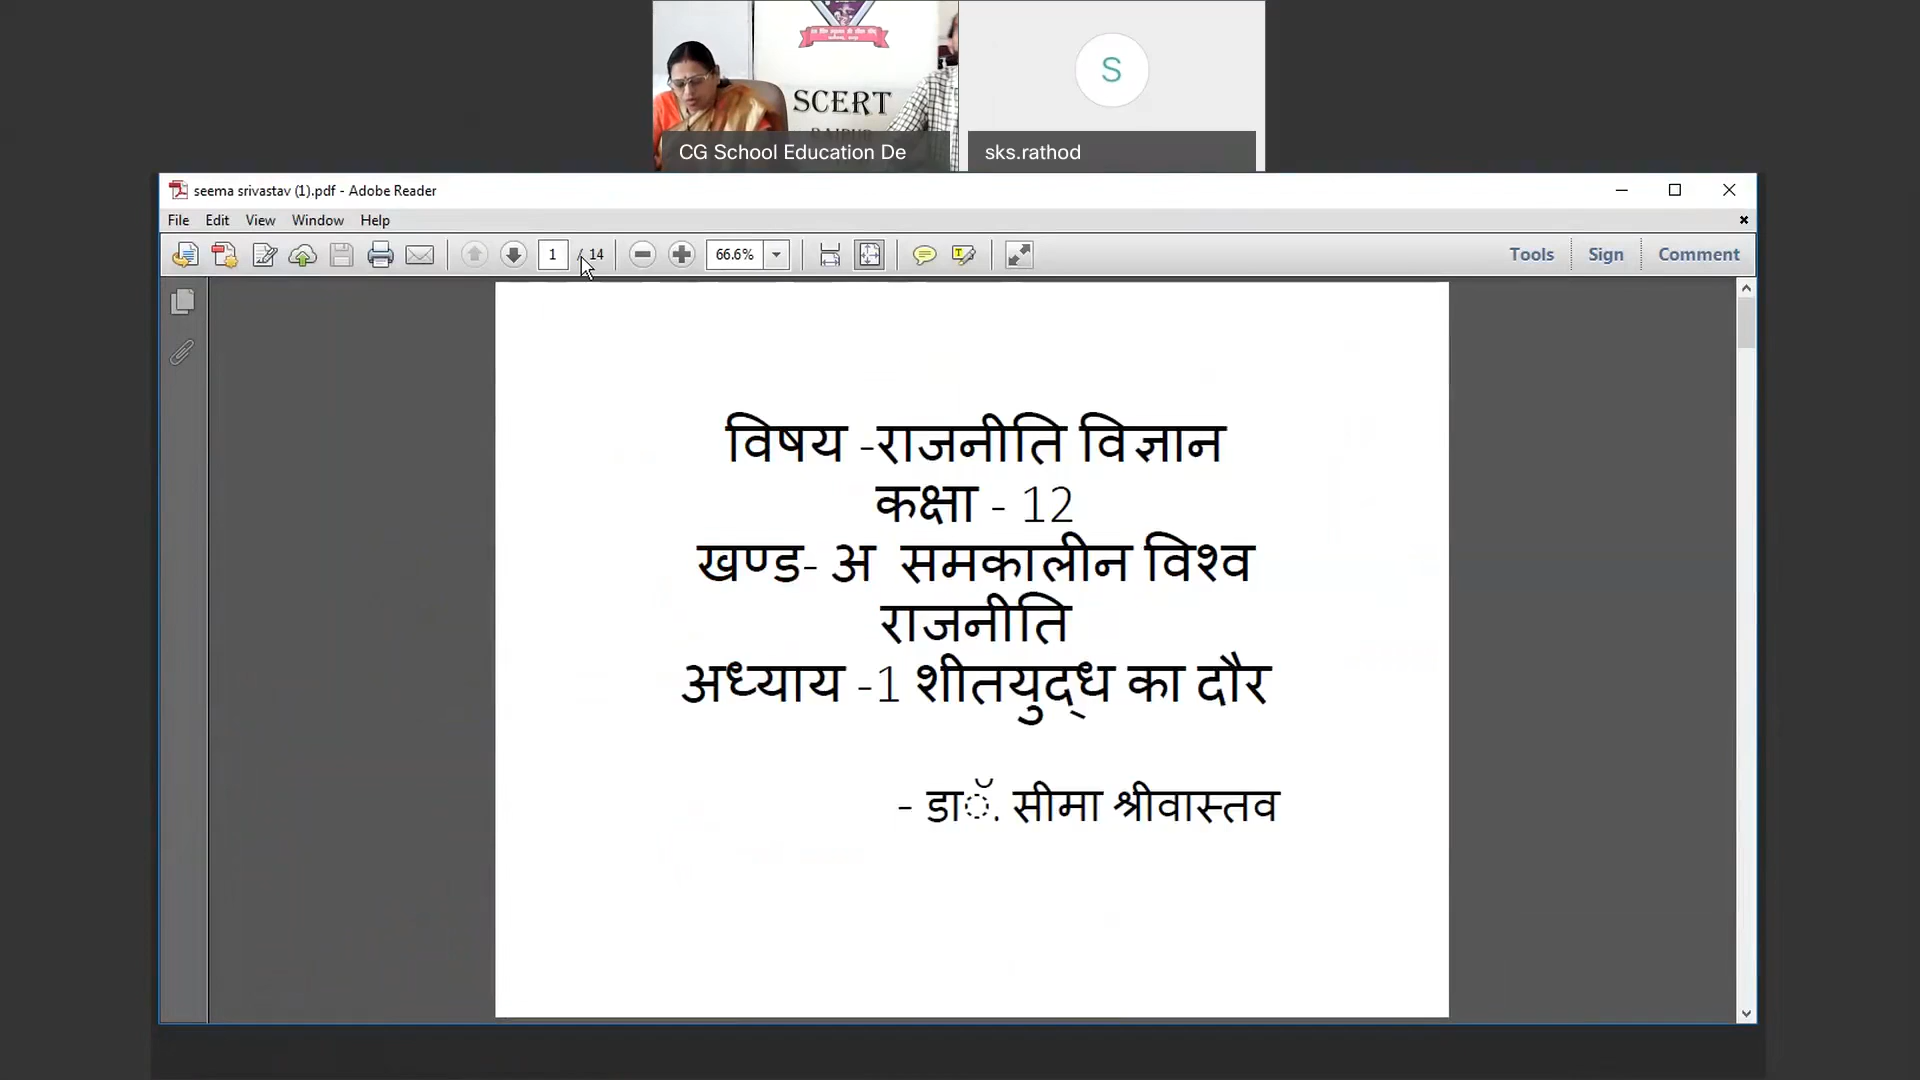 SCERT
RAIPUR
CG School Education De
sks.rathod
seema srivastav (1).pdf - Adobe Reader
File Edit View Window Help
1 / 14 66.6% Tools Sign Comment
विषय -राजनीति विज्ञान
कक्षा - 12
खण्ड- अ समकालीन विश्व
राजनीति
अध्याय -1 शीतयुद्ध का दौर
- डाॅ. सीमा श्रीवास्तव